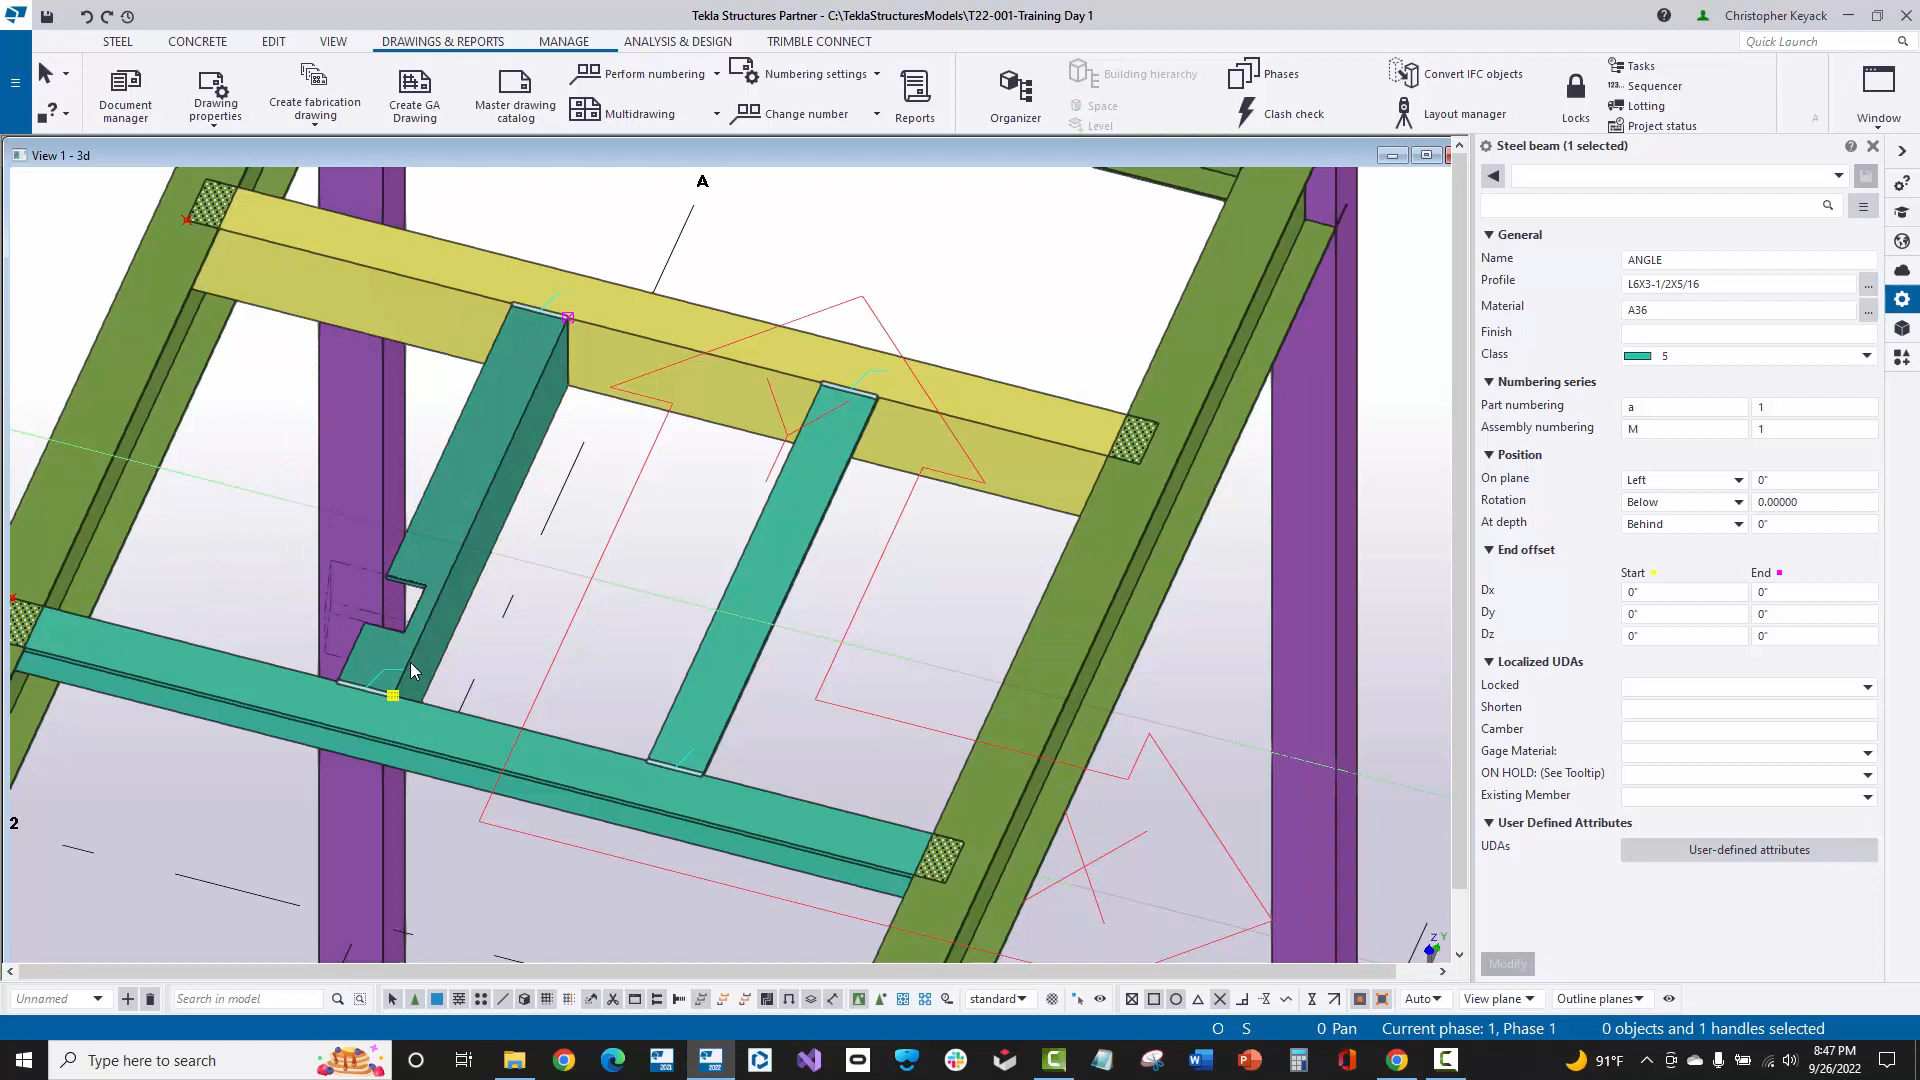 Tekla Structures Partner - C:\TeklaStructuresModels\T22-001-Training Day 1
Christopher Keyack
STEEL CONCRETE EDIT VIEW DRAWINGS & REPORTS MANAGE ANALYSIS & DESIGN TRIMBLE CONNECT
Quick Launch
Document manager
Drawing properties
Create fabrication drawing
Create GA Drawing
Master drawing catalog
Perform numbering
Multidrawing
Numbering settings
Change number
Reports
Organizer
Building hierarchy
Space
Level
Phases
Clash check
Convert IFC objects
Layout manager
Locks
Tasks
Sequencer
Lotting
Project status
A
Window
View 1 - 3d
A
2
Z Y
Steel beam (1 selected)
General
Name ANGLE
Profile L6X3-1/2X5/16 ...
Material A36 ...
Finish
Class 5
Numbering series
Part numbering a 1
Assembly numbering M 1
Position
On plane Left 0"
Rotation Below 0.00000
At depth Behind 0"
End offset
Start End
Dx 0" 0"
Dy 0" 0"
Dz 0" 0"
Localized UDAs
Locked
Shorten
Camber
Gage Material:
ON HOLD: (See Tooltip)
Existing Member
User Defined Attributes
UDAs User-defined attributes
Modify
Unnamed
Search in model
standard
Auto
View plane
Outline planes
O S 0 Pan Current phase: 1, Phase 1 0 objects and 1 handles selected
Type here to search
2021
2022
91°F
8:47 PM
9/26/2022